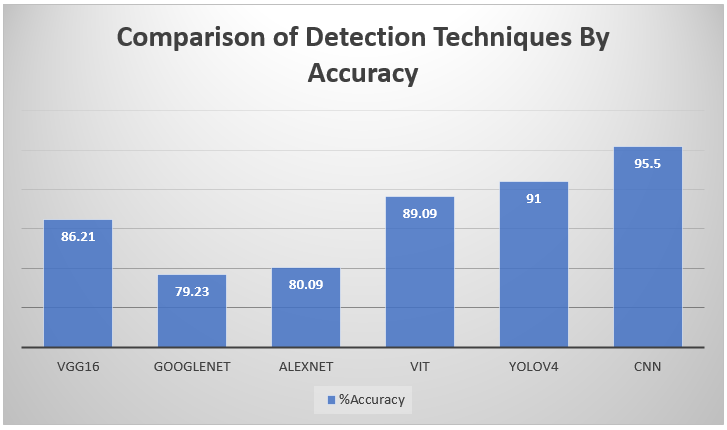 Comparison of Detection Techniques By
Accuracy
86.21
79.23
80.09
89.09
91
95.5
VGG16
GOOGLENET
ALEXNET
VIT
YOLOV4
CNN
%Accuracy